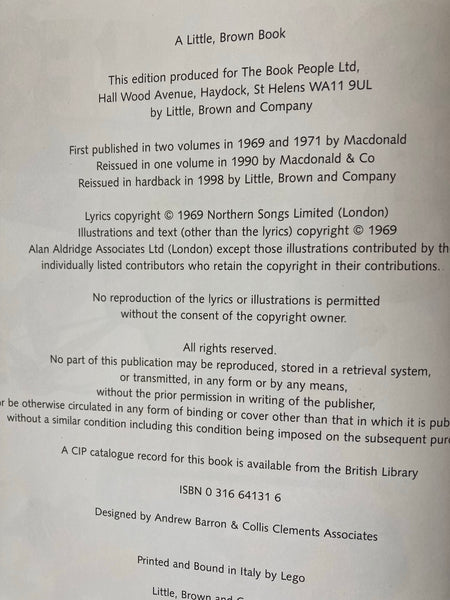 A Little, Brown Book
This edition produced for The Book People Ltd,
Hall Wood Avenue, Haydock, St Helens WA11 9UL
by Little, Brown and Company
First published in two volumes in 1969 and 1971 by Macdonald
Reissued in one volume in 1990 by Macdonald & Co
Reissued in hardback in 1998 by Little, Brown and Company
Lyrics copyright © 1969 Northern Songs Limited (London)
Illustrations and text (other than the lyrics) copyright © 1969
Alan Aldridge Associates Ltd (London) except those illustrations contributed by th
individually listed contributors who retain the copyright in their contributions.
No reproduction of the lyrics or illustrations is permitted
without the consent of the copyright owner.
All rights reserved.
No part of this publication may be reproduced, stored in a retrieval system,
or transmitted, in any form or by any means,
without the prior permission in writing of the publisher,
or be otherwise circulated in any form of binding or cover other than that in which it is pub
without a similar condition including this condition being imposed on the subsequent pur
A CIP catalogue record for this book is available from the British Library
ISBN 0 316 64131 6
Designed by Andrew Barron & Collis Clements Associates
Printed and Bound in Italy by Lego
Little, Brown and